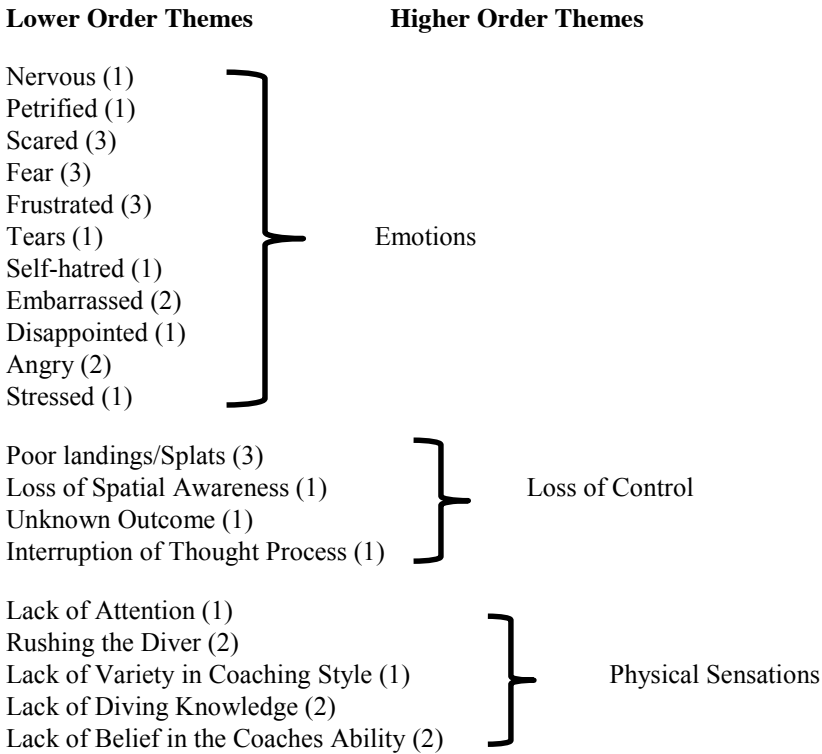 Lower Order Themes Higher Order Themes
Nervous (1)
Petrified (1)
Scared (3)
Fear (3)
Frustrated (3)
Tears (1) Emotions
Self-hatred (1)
Embarrassed (2)
Disappointed (1)
Angry (2)
Stressed (1)
Poor landings/Splats (3)
Loss of Spatial Awareness (1) Loss of Control
Unknown Outcome (1)
Interruption of Thought Process (1)
Lack of Attention (1)
Rushing the Diver (2)
Lack of Variety in Coaching Style (1) Physical Sensations
Lack of Diving Knowledge (2)
Lack of Belief in the Coaches Ability (2)